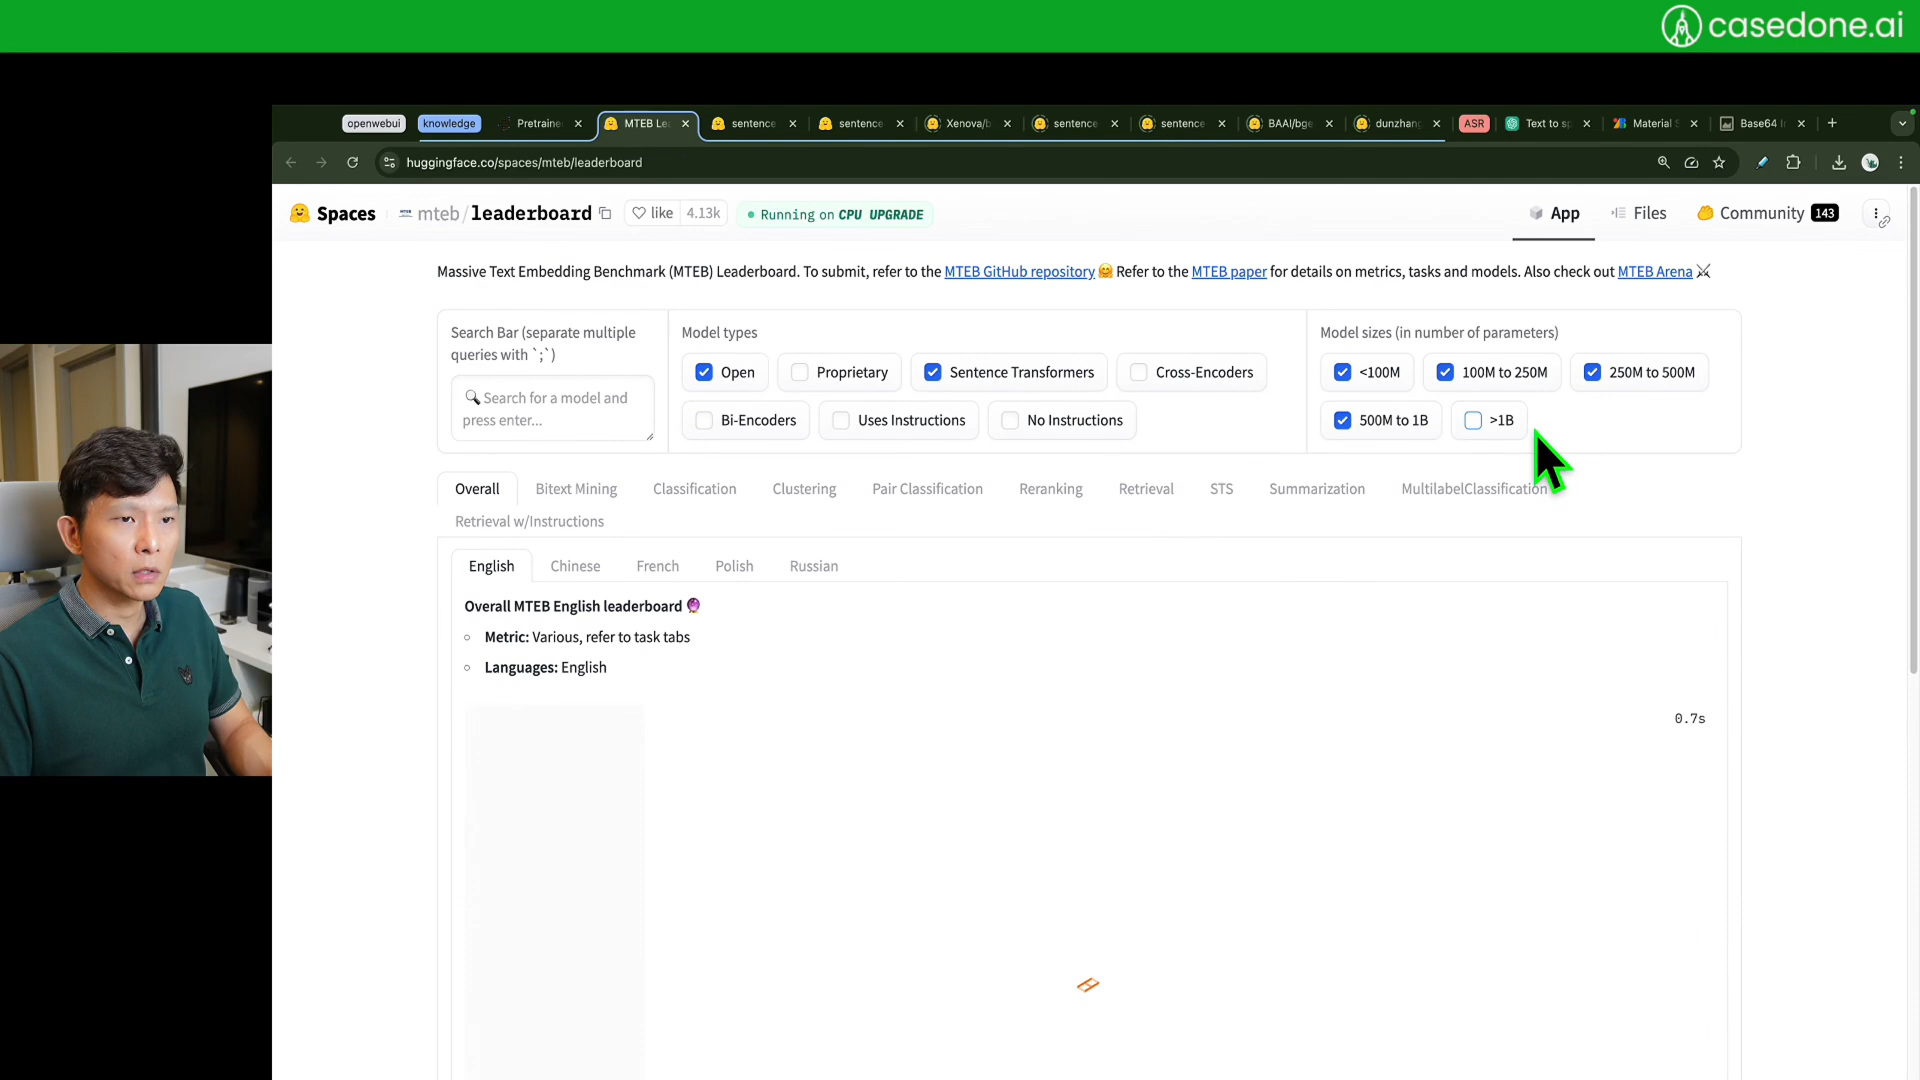 casedone.ai
openwebui knowledge Pretraine MTEB Le sentence sentence Xenova/b sentence sentence BAAI/bge dunzhan ASR Text to sp Material S Base64 I
huggingface.co/spaces/mteb/leaderboard
Spaces mteb/leaderboard like 4.13k Running on CPU UPGRADE App Files Community 143
Massive Text Embedding Benchmark (MTEB) Leaderboard. To submit, refer to the MTEB GitHub repository 🤗 Refer to the MTEB paper for details on metrics, tasks and models. Also check out MTEB Arena ⚔
Search Bar (separate multiple
queries with `;`)
🔍 Search for a model and
press enter...
Model types
Open Proprietary Sentence Transformers Cross-Encoders
Bi-Encoders Uses Instructions No Instructions
Model sizes (in number of parameters)
<100M 100M to 250M 250M to 500M
500M to 1B >1B
Overall Bitext Mining Classification Clustering Pair Classification Reranking Retrieval STS Summarization MultilabelClassification
Retrieval w/Instructions
English Chinese French Polish Russian
Overall MTEB English leaderboard 🔮
Metric: Various, refer to task tabs
Languages: English
0.7s